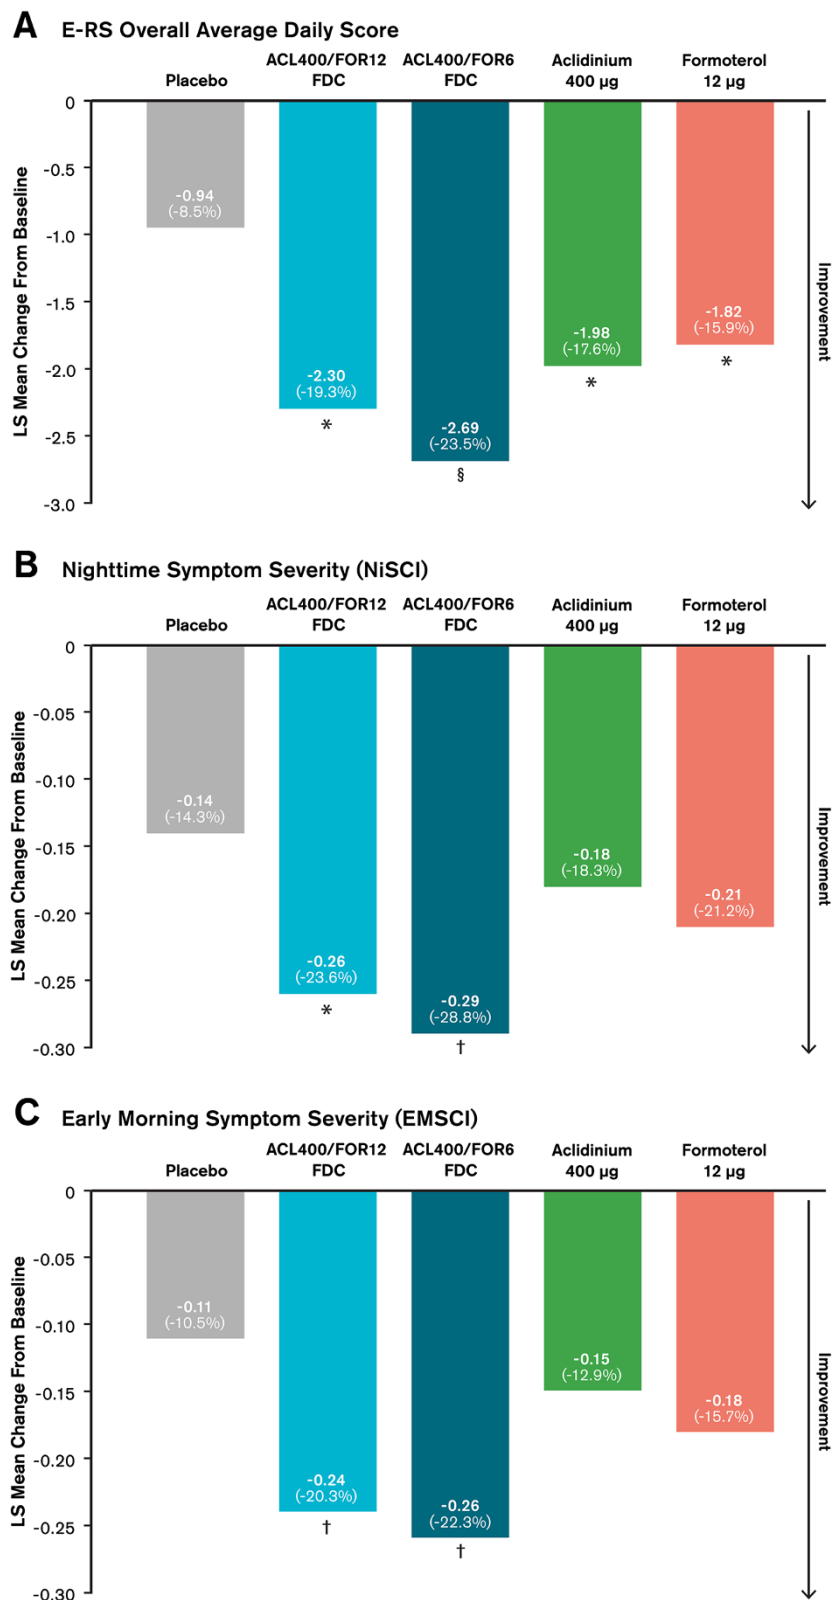 A E-RS Overall Average Daily Score
Placebo
ACL400/FOR12
FDC
ACL400/FOR6
FDC
Aclidinium
400 µg
Formoterol
12 µg
LS Mean Change From Baseline
0
-0.5
-1.0
-1.5
-2.0
-2.5
-3.0
-0.94
(-8.5%)
-2.30
(-19.3%)
*
-2.69
(-23.5%)
§
-1.98
(-17.6%)
*
-1.82
(-15.9%)
*
Improvement
B Nighttime Symptom Severity (NiSCI)
Placebo
ACL400/FOR12
FDC
ACL400/FOR6
FDC
Aclidinium
400 µg
Formoterol
12 µg
LS Mean Change From Baseline
0
-0.05
-0.10
-0.15
-0.20
-0.25
-0.30
-0.14
(-14.3%)
-0.26
(-23.6%)
*
-0.29
(-28.8%)
†
-0.18
(-18.3%)
-0.21
(-21.2%)
Improvement
C Early Morning Symptom Severity (EMSCI)
Placebo
ACL400/FOR12
FDC
ACL400/FOR6
FDC
Aclidinium
400 µg
Formoterol
12 µg
LS Mean Change From Baseline
0
-0.05
-0.10
-0.15
-0.20
-0.25
-0.30
-0.11
(-10.5%)
-0.24
(-20.3%)
†
-0.26
(-22.3%)
†
-0.15
(-12.9%)
-0.18
(-15.7%)
Improvement